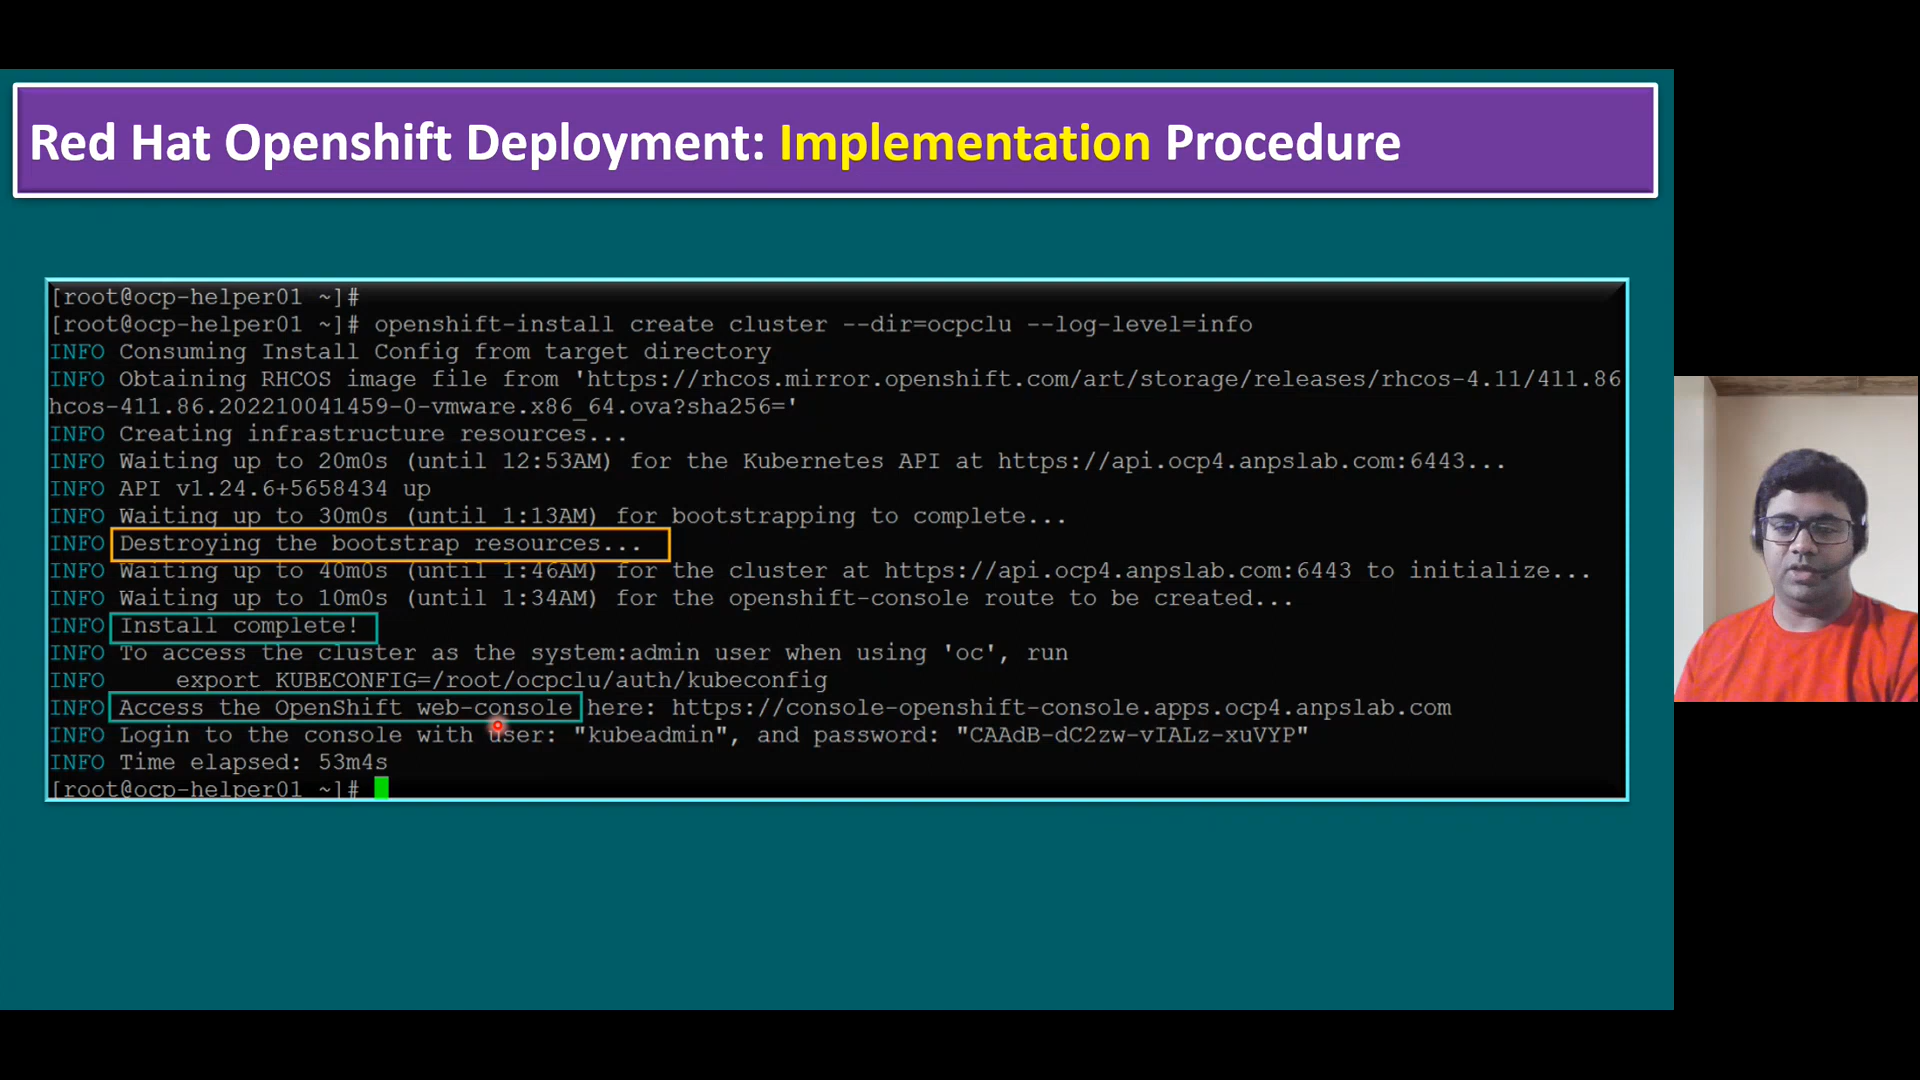 Red Hat Openshift Deployment: Implementation Procedure
[root@ocp-helper01 ~]#
[root@ocp-helper01 ~]# openshift-install create cluster --dir=ocpclu --log-level=info
INFO Consuming Install Config from target directory
INFO Obtaining RHCOS image file from 'https://rhcos.mirror.openshift.com/art/storage/releases/rhcos-4.11/411.86
hcos-411.86.202210041459-0-vmware.x86_64.ova?sha256='
INFO Creating infrastructure resources...
INFO Waiting up to 20m0s (until 12:53AM) for the Kubernetes API at https://api.ocp4.anpslab.com:6443...
INFO API v1.24.6+5658434 up
INFO Waiting up to 30m0s (until 1:13AM) for bootstrapping to complete...
INFO Destroying the bootstrap resources...
INFO Waiting up to 40m0s (until 1:46AM) for the cluster at https://api.ocp4.anpslab.com:6443 to initialize...
INFO Waiting up to 10m0s (until 1:34AM) for the openshift-console route to be created...
INFO Install complete!
INFO To access the cluster as the system:admin user when using 'oc', run
INFO     export KUBECONFIG=/root/ocpclu/auth/kubeconfig
INFO Access the OpenShift web-console here: https://console-openshift-console.apps.ocp4.anpslab.com
INFO Login to the console with user: "kubeadmin", and password: "CAAdB-dC2zw-vIALz-xuVYP"
INFO Time elapsed: 53m4s
[root@ocp-helper01 ~]#